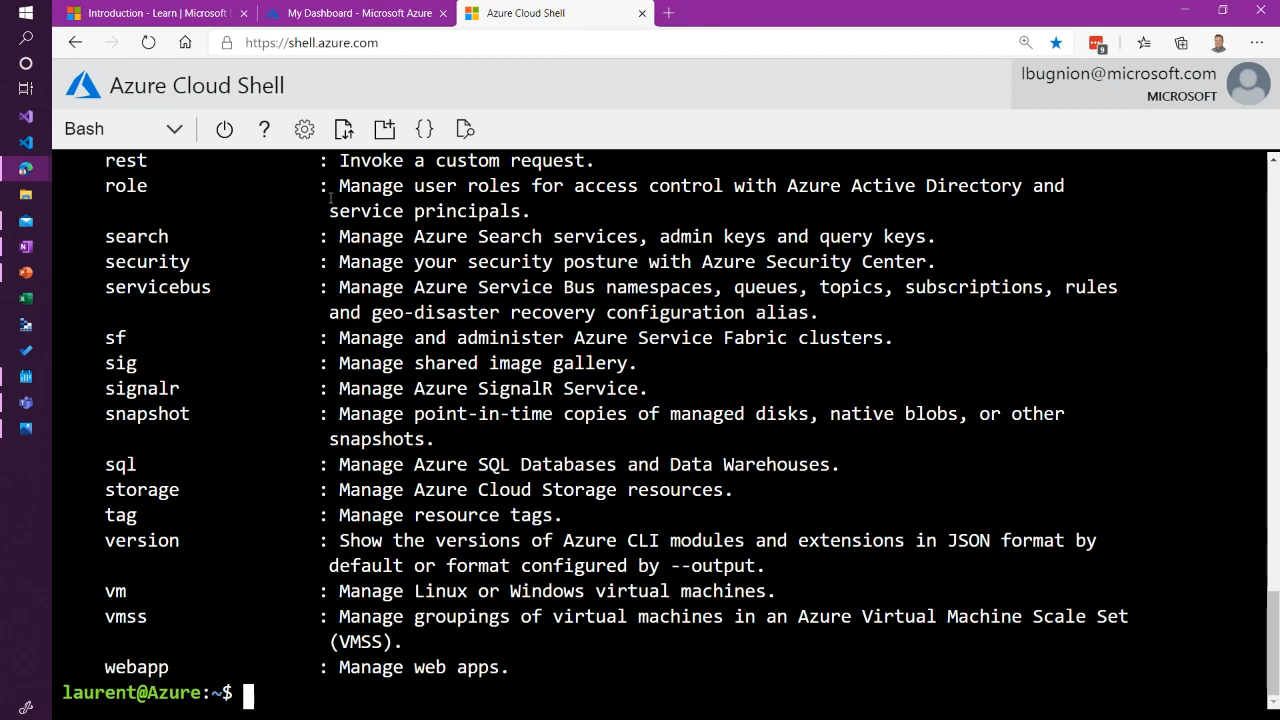 Introduction - Learn | Microsoft
My Dashboard - Microsoft Azure
Azure Cloud Shell
https://shell.azure.com
9
Azure Cloud Shell
lbugnion@microsoft.com
MICROSOFT
Bash
rest : Invoke a custom request.
role : Manage user roles for access control with Azure Active Directory and
service principals.
search : Manage Azure Search services, admin keys and query keys.
security : Manage your security posture with Azure Security Center.
servicebus : Manage Azure Service Bus namespaces, queues, topics, subscriptions, rules
and geo-disaster recovery configuration alias.
sf : Manage and administer Azure Service Fabric clusters.
sig : Manage shared image gallery.
signalr : Manage Azure SignalR Service.
snapshot : Manage point-in-time copies of managed disks, native blobs, or other
snapshots.
sql : Manage Azure SQL Databases and Data Warehouses.
storage : Manage Azure Cloud Storage resources.
tag : Manage resource tags.
version : Show the versions of Azure CLI modules and extensions in JSON format by
default or format configured by --output.
vm : Manage Linux or Windows virtual machines.
vmss : Manage groupings of virtual machines in an Azure Virtual Machine Scale Set
(VMSS).
webapp : Manage web apps.
laurent@Azure:~$